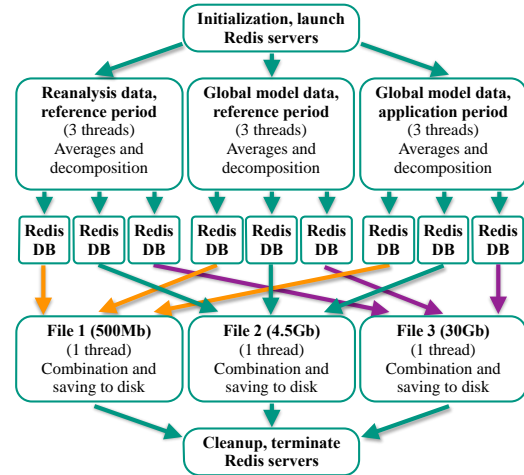 Initialization, launch
Redis servers
Reanalysis data,
reference period
(3 threads)
Averages and
decomposition
Global model data,
reference period
(3 threads)
Averages and
decomposition
Global model data,
application period
(3 threads)
Averages and
decomposition
Redis
DB
Redis
DB
Redis
DB
Redis
DB
Redis
DB
Redis
DB
Redis
DB
Redis
DB
Redis
DB
File 1 (500Mb)
(1 thread)
Combination and
saving to disk
File 2 (4.5Gb)
(1 thread)
Combination and
saving to disk
File 3 (30Gb)
(1 thread)
Combination and
saving to disk
Cleanup, terminate
Redis servers